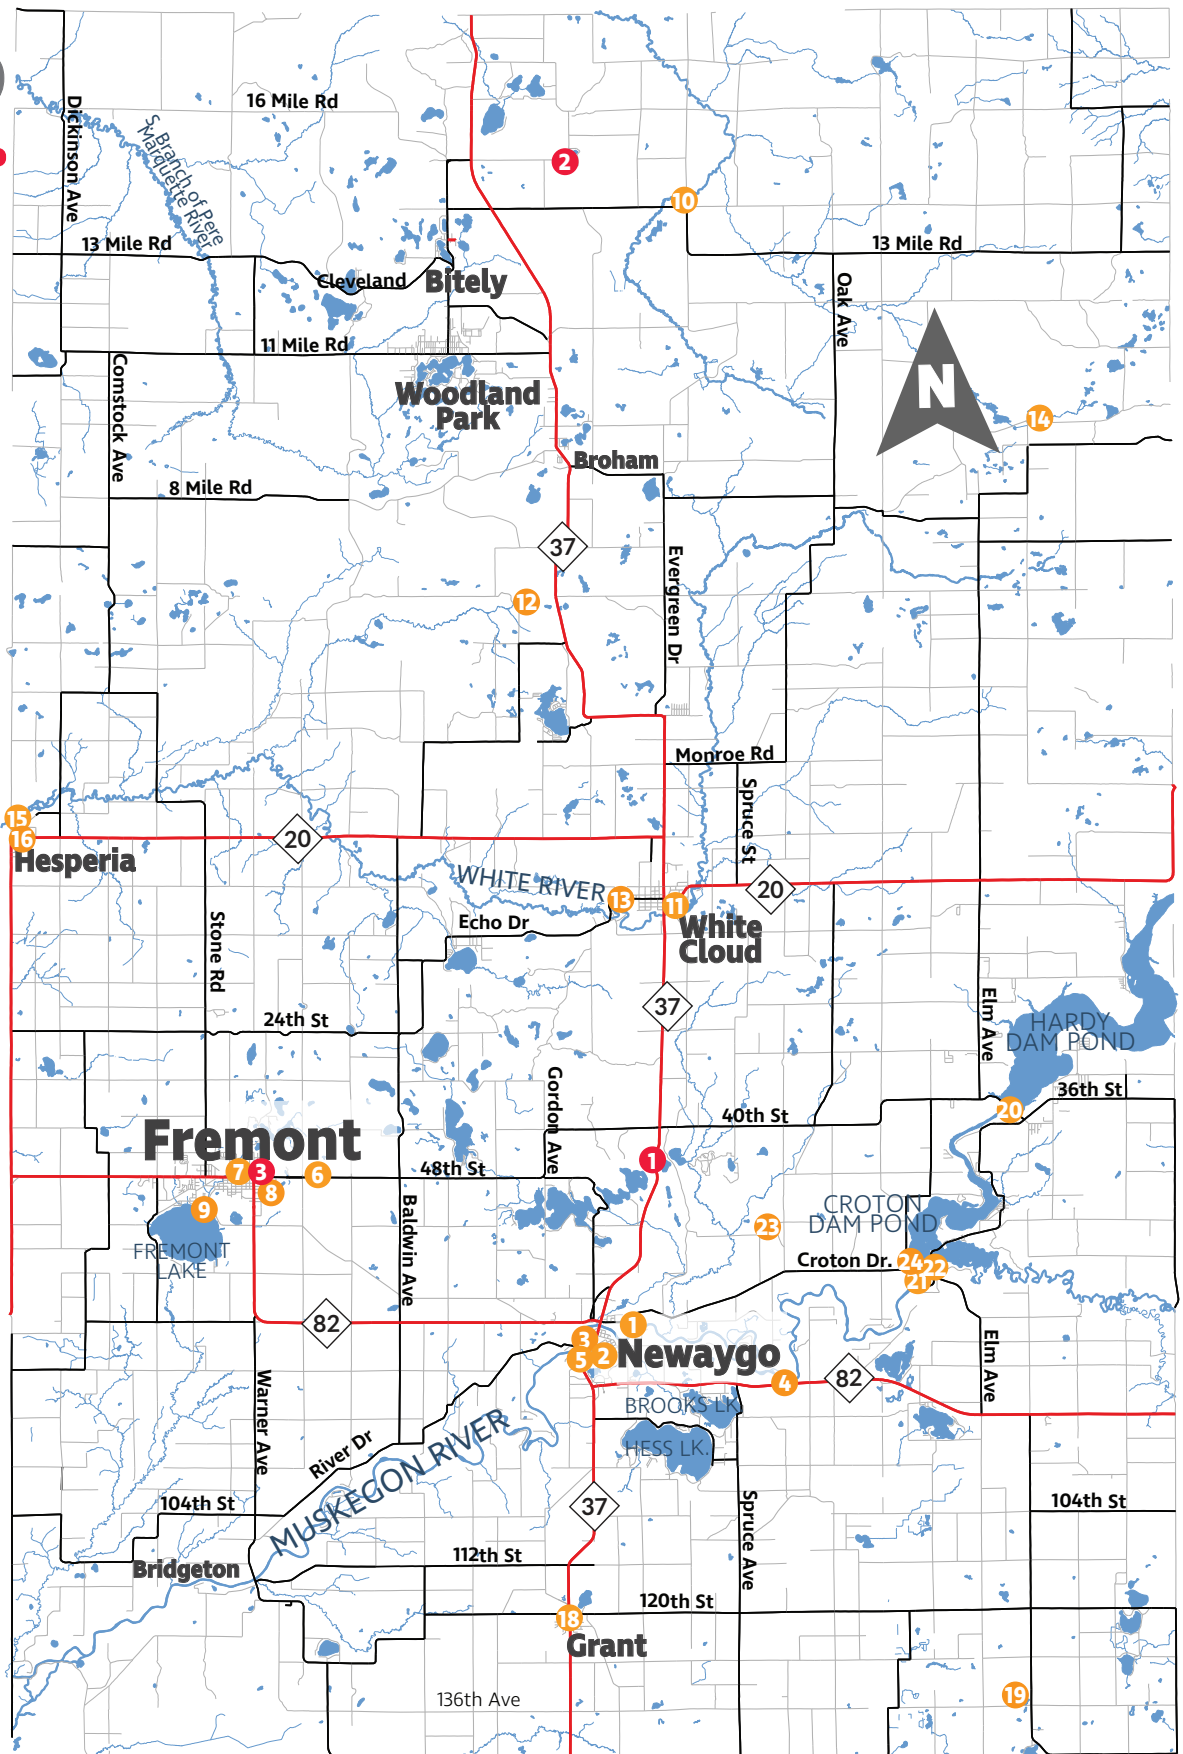 16 Mile Rd
Dickinson Ave
S. Branch of Pere
Marquette River
2
10
13 Mile Rd
13 Mile Rd
Cleveland
Bitely
Oak Ave
11 Mile Rd
Comstock Ave
N
Woodland
Park
14
Broham
8 Mile Rd
37
Evergreen Dr
12
Monroe Rd
Spruce St
15
16
20
Hesperia
WHITE RIVER
13
11
20
Echo Dr
White
Cloud
Stone Rd
37
Elm Ave
24th St
HARDY
DAM POND
Gordon Ave
36th St
20
40th St
Fremont
7
3
6
8
48th St
1
9
Baldwin Ave
CROTON
DAM POND
23
FREMONT
LAKE
Croton Dr.
24
22
21
82
1
3
2
5
Newaygo
Elm Ave
4
82
Warner Ave
BROOKS LK.
HESS LK.
River Dr
MUSKEGON RIVER
37
Spruce Ave
104th St
104th St
112th St
Bridgeton
120th St
18
Grant
136th Ave
19